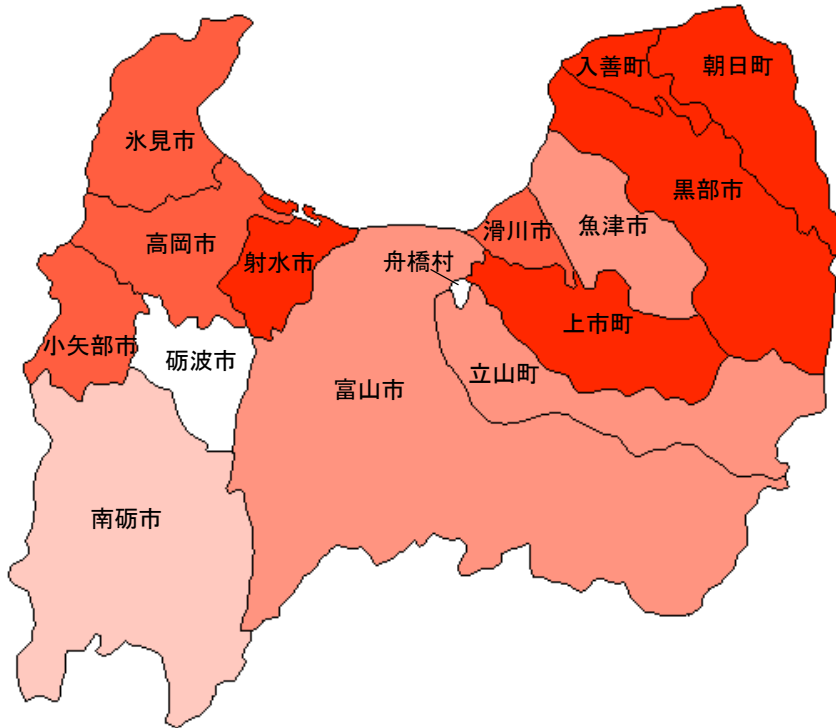 入善町
朝日町
氷見市
黒部市
高岡市
射水市
滑川市
魚津市
舟橋村
上市町
小矢部市
砺波市
富山市
立山町
南砺市